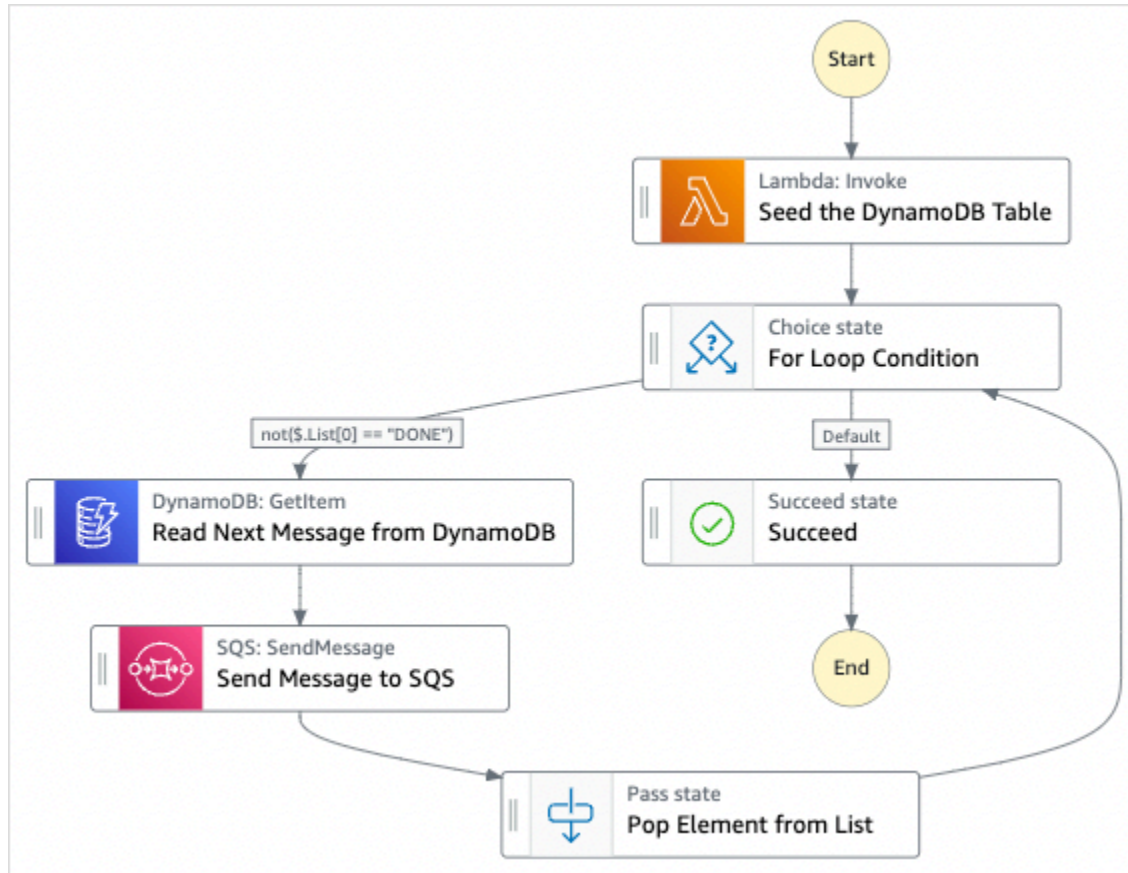 Start
Lambda: Invoke
Seed the DynamoDB Table
Choice state
?
For Loop Condition
not($.List[0] == "DONE")
Default
DynamoDB: GetItem
Read Next Message from DynamoDB
Succeed state
Succeed
SQS: SendMessage
Send Message to SQS
End
Pass state
Pop Element from List